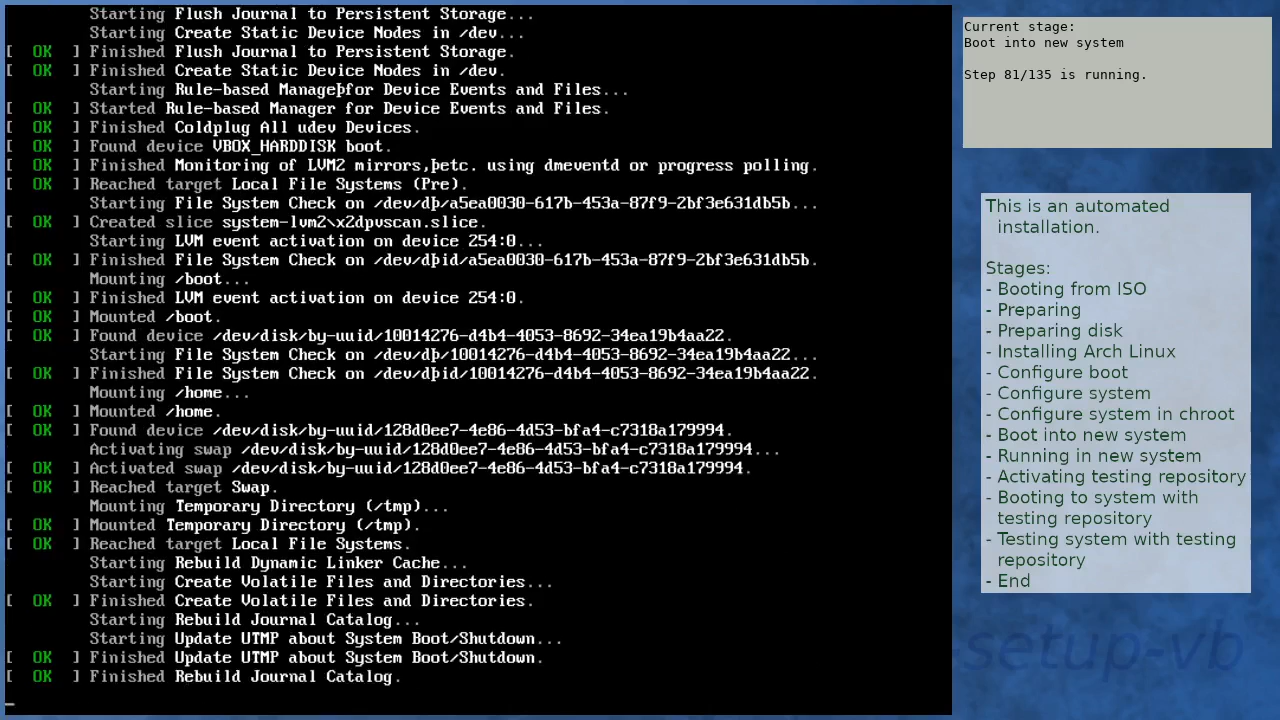 Starting Flush Journal to Persistent Storage...
Starting Create Static Device Nodes in /dev...
[  OK  ] Finished Flush Journal to Persistent Storage.
[  OK  ] Finished Create Static Device Nodes in /dev.
Starting Rule-based Manageþfor Device Events and Files...
[  OK  ] Started Rule-based Manager for Device Events and Files.
[  OK  ] Finished Coldplug All udev Devices.
[  OK  ] Found device VBOX_HARDDISK boot.
[  OK  ] Finished Monitoring of LVM2 mirrors,þetc. using dmeventd or progress polling.
[  OK  ] Reached target Local File Systems (Pre).
Starting File System Check on /dev/dþ/a5ea0030-617b-453a-87f9-2bf3e631db5b...
[  OK  ] Created slice system-lvm2\x2dpvscan.slice.
Starting LVM event activation on device 254:0...
[  OK  ] Finished File System Check on /dev/dþid/a5ea0030-617b-453a-87f9-2bf3e631db5b.
Mounting /boot...
[  OK  ] Finished LVM event activation on device 254:0.
[  OK  ] Mounted /boot.
[  OK  ] Found device /dev/disk/by-uuid/10014276-d4b4-4053-8692-34ea19b4aa22.
Starting File System Check on /dev/dþ/10014276-d4b4-4053-8692-34ea19b4aa22...
[  OK  ] Finished File System Check on /dev/dþid/10014276-d4b4-4053-8692-34ea19b4aa22.
Mounting /home...
[  OK  ] Mounted /home.
[  OK  ] Found device /dev/disk/by-uuid/128d0ee7-4e86-4d53-bfa4-c7318a179994.
Activating swap /dev/disk/by-uuid/128d0ee7-4e86-4d53-bfa4-c7318a179994...
[  OK  ] Activated swap /dev/disk/by-uuid/128d0ee7-4e86-4d53-bfa4-c7318a179994.
[  OK  ] Reached target Swap.
Mounting Temporary Directory (/tmp)...
[  OK  ] Mounted Temporary Directory (/tmp).
[  OK  ] Reached target Local File Systems.
Starting Rebuild Dynamic Linker Cache...
Starting Create Volatile Files and Directories...
[  OK  ] Finished Create Volatile Files and Directories.
Starting Rebuild Journal Catalog...
Starting Update UTMP about System Boot/Shutdown...
[  OK  ] Finished Update UTMP about System Boot/Shutdown.
[  OK  ] Finished Rebuild Journal Catalog.
Current stage:
Boot into new system
Step 81/135 is running.
This is an automated
installation.
Stages:
- Booting from ISO
- Preparing
- Preparing disk
- Installing Arch Linux
- Configure boot
- Configure system
- Configure system in chroot
- Boot into new system
- Running in new system
- Activating testing repository
- Booting to system with
testing repository
- Testing system with testing
repository
- End
-setup-vb